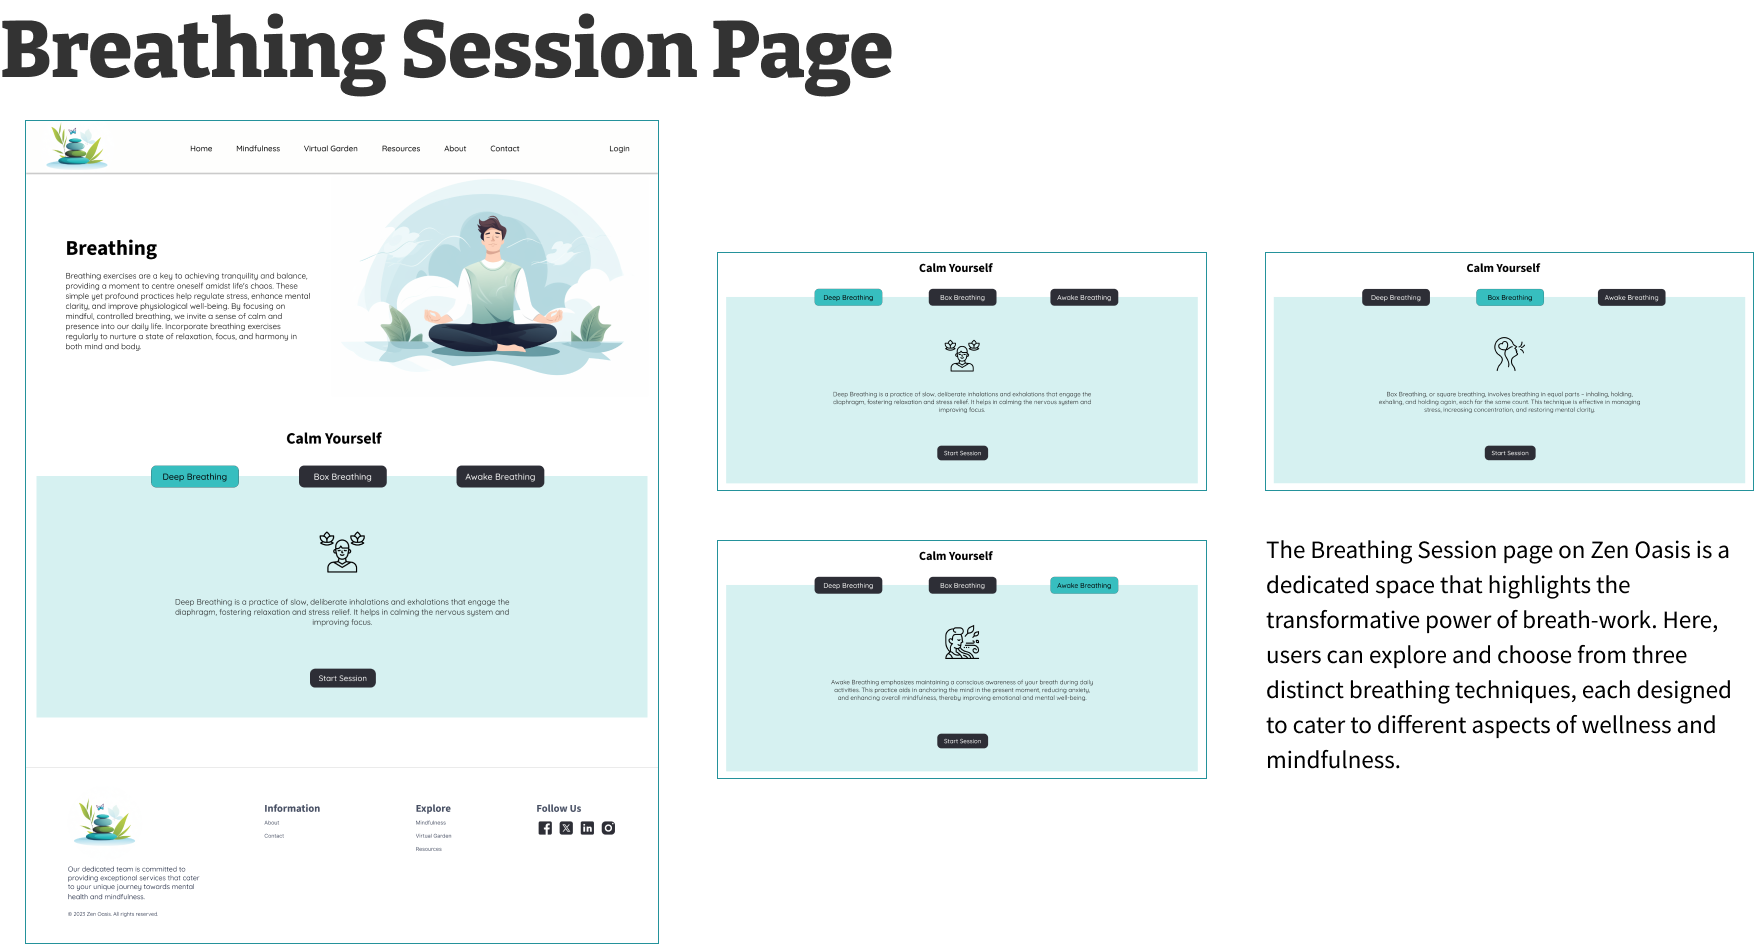 Breathing Session Page
Home Mindfulness Virtual Garden Resources About Contact Login
Breathing
Breathing exercises are a key to achieving tranquility and balance,
providing a moment to centre oneself amidst life's chaos. These
simple yet profound practices help regulate stress, enhance mental
clarity, and improve physiological well-being. By focusing on
mindful, controlled breathing, we invite a sense of calm and
presence into our daily life. Incorporate breathing exercises
regularly to nurture a state of relaxation, focus, and harmony in
both mind and body.
Calm Yourself
Deep Breathing Box Breathing Awake Breathing
Deep Breathing is a practice of slow, deliberate inhalations and exhalations that engage the
diaphragm, fostering relaxation and stress relief. It helps in calming the nervous system and
improving focus.
Start Session
Information
About
Contact
Explore
Mindfulness
Virtual Garden
Resources
Follow Us
Our dedicated team is committed to
providing exceptional services that cater
to your unique journey towards mental
health and mindfulness.
© 2023 Zen Oasis. All rights reserved.
Calm Yourself
Deep Breathing Box Breathing Awake Breathing
Deep Breathing is a practice of slow, deliberate inhalations and exhalations that engage the
diaphragm, fostering relaxation and stress relief. It helps in calming the nervous system and
improving focus.
Start Session
Calm Yourself
Deep Breathing Box Breathing Awake Breathing
Box Breathing, or square breathing, involves breathing in equal parts – inhaling, holding,
exhaling, and holding again, each for the same count. This technique is effective in managing
stress, increasing concentration, and restoring mental clarity.
Start Session
Calm Yourself
Deep Breathing Box Breathing Awake Breathing
Awake Breathing emphasizes maintaining a conscious awareness of your breath during daily
activities. This practice aids in anchoring the mind in the present moment, reducing anxiety,
and enhancing overall mindfulness, thereby improving emotional and mental well-being.
Start Session
The Breathing Session page on Zen Oasis is a
dedicated space that highlights the
transformative power of breath-work. Here,
users can explore and choose from three
distinct breathing techniques, each designed
to cater to different aspects of wellness and
mindfulness.